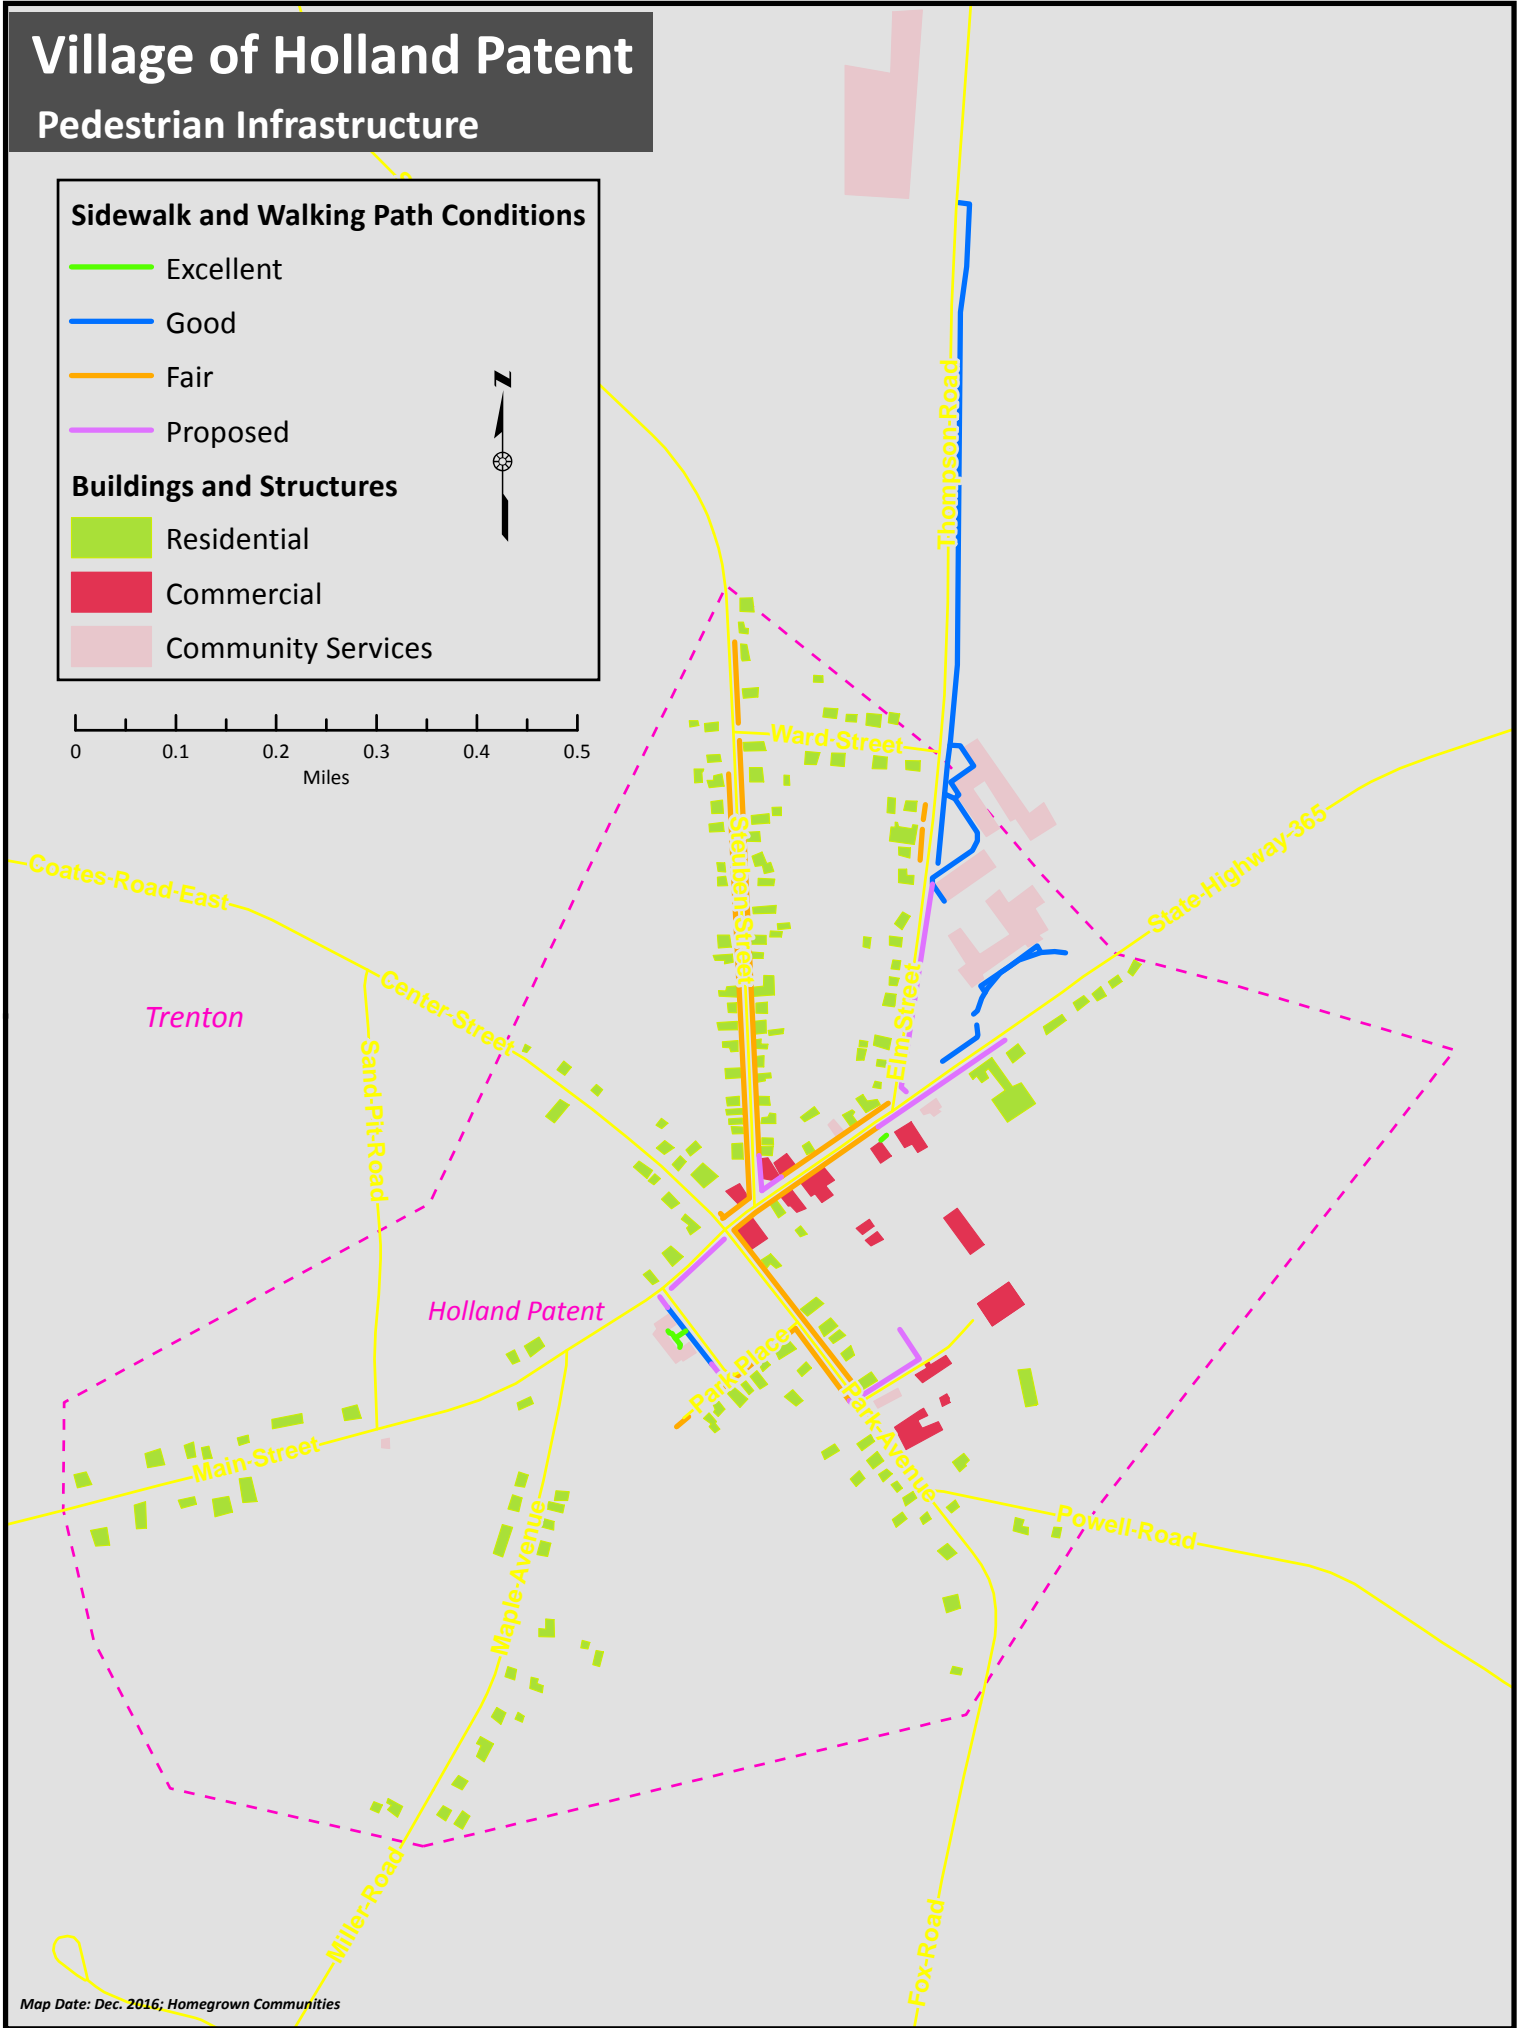 Village of Holland Patent
Pedestrian Infrastructure
Sidewalk and Walking Path Conditions
Excellent
Good
Fair
Proposed
N
Buildings and Structures
Residential
Commercial
Community Services
0 0.1 0.2 0.3 0.4 0.5
Miles
Thompson-Road
Ward-Street
State-Highway-365
Coates-Road-East
Steuben-Street
Center-Street
Trenton
Elm-Street
Sand-Pit-Road
Holland Patent
Park-Place
Park-Avenue
Main-Street
Powell-Road
Maple-Avenue
Miller-Road
Fox-Road
Map Date: Dec. 2016; Homegrown Communities